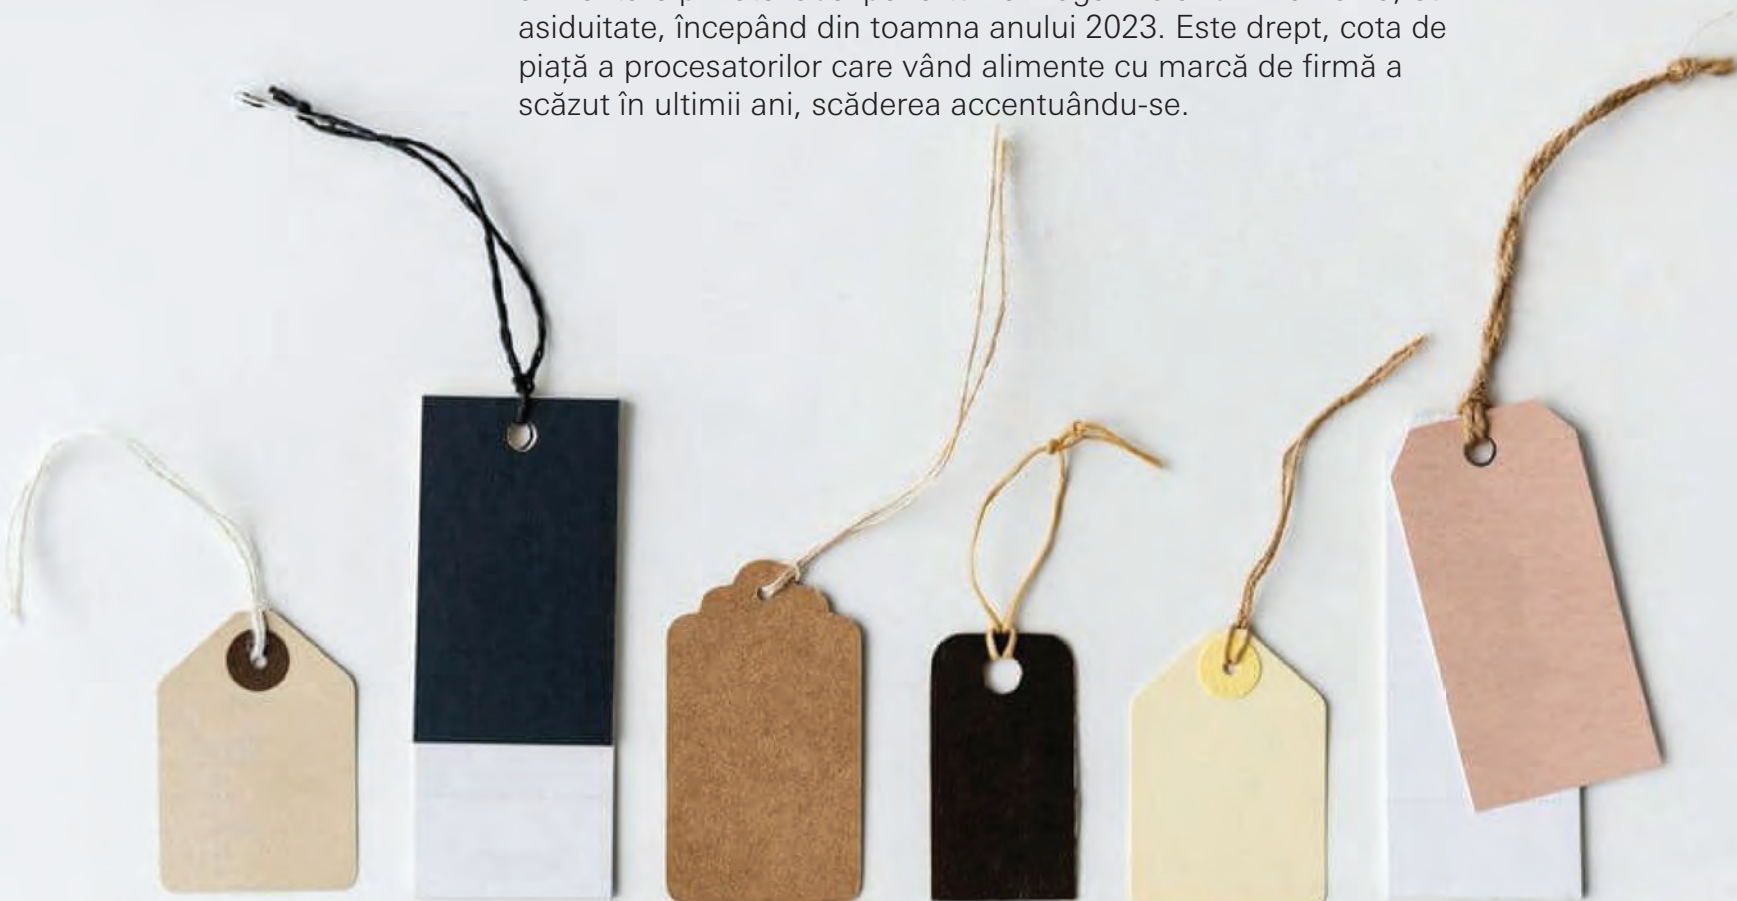 asiduitate, începând din toamna anului 2023. Este drept, cota de
piață a procesatorilor care vând alimente cu marcă de firmă a
scăzut în ultimii ani, scăderea accentuându-se.